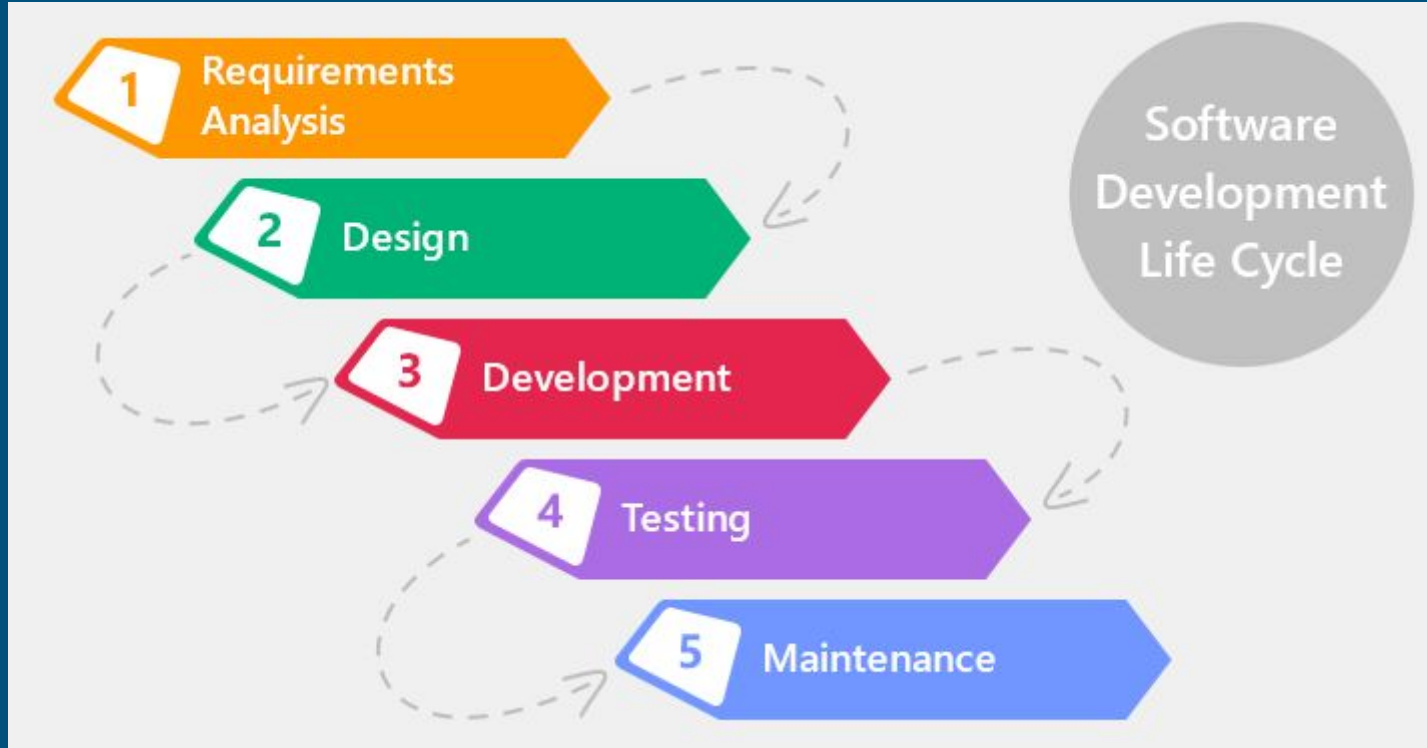 1
Requirements
Analysis
2
Design
3
Development
4
Testing
5
Maintenance
Software
Development
Life Cycle